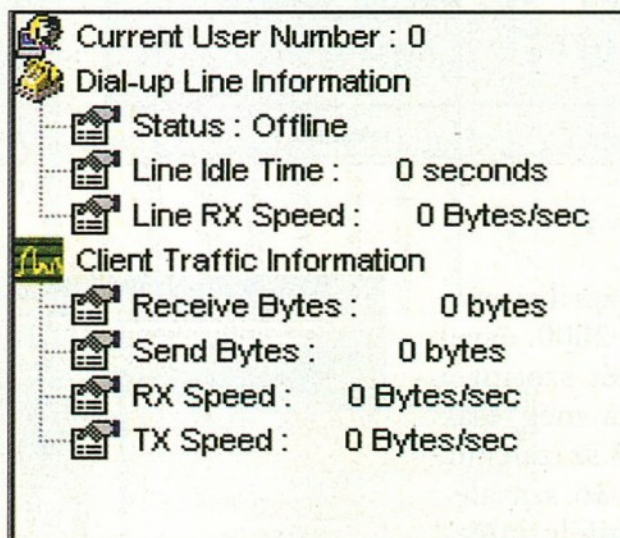 Current User Number : 0
Dial-up Line Information
Status : Offline
Line Idle Time : 0 seconds
Line RX Speed : 0 Bytes/sec
Client Traffic Information
Receive Bytes : 0 bytes
Send Bytes : 0 bytes
RX Speed : 0 Bytes/sec
TX Speed : 0 Bytes/sec